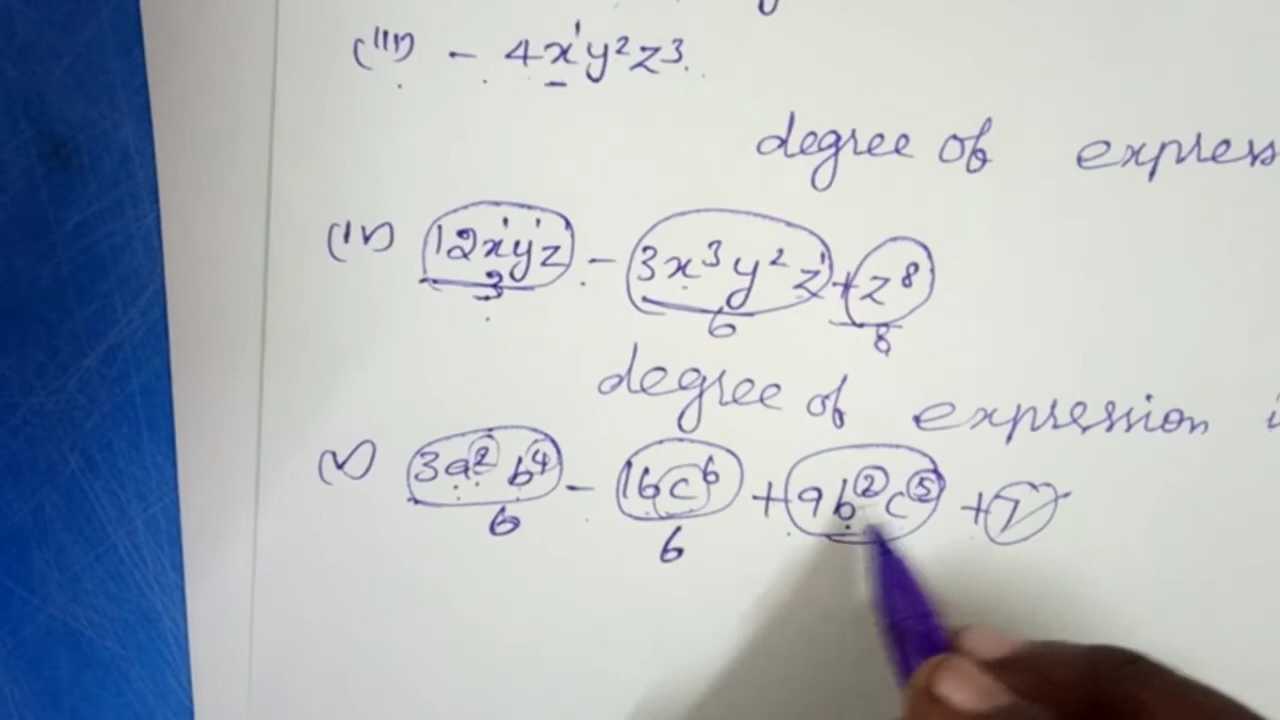 (iii) - 4x¹y²z³
degree of express
(iv) 12x¹y¹z - 3x³y²z¹ + z⁸
3 6 8
degree of expression i
(v) 3a²b⁴ - 16c⁶ + 9b²c⁵ + 7
6 6